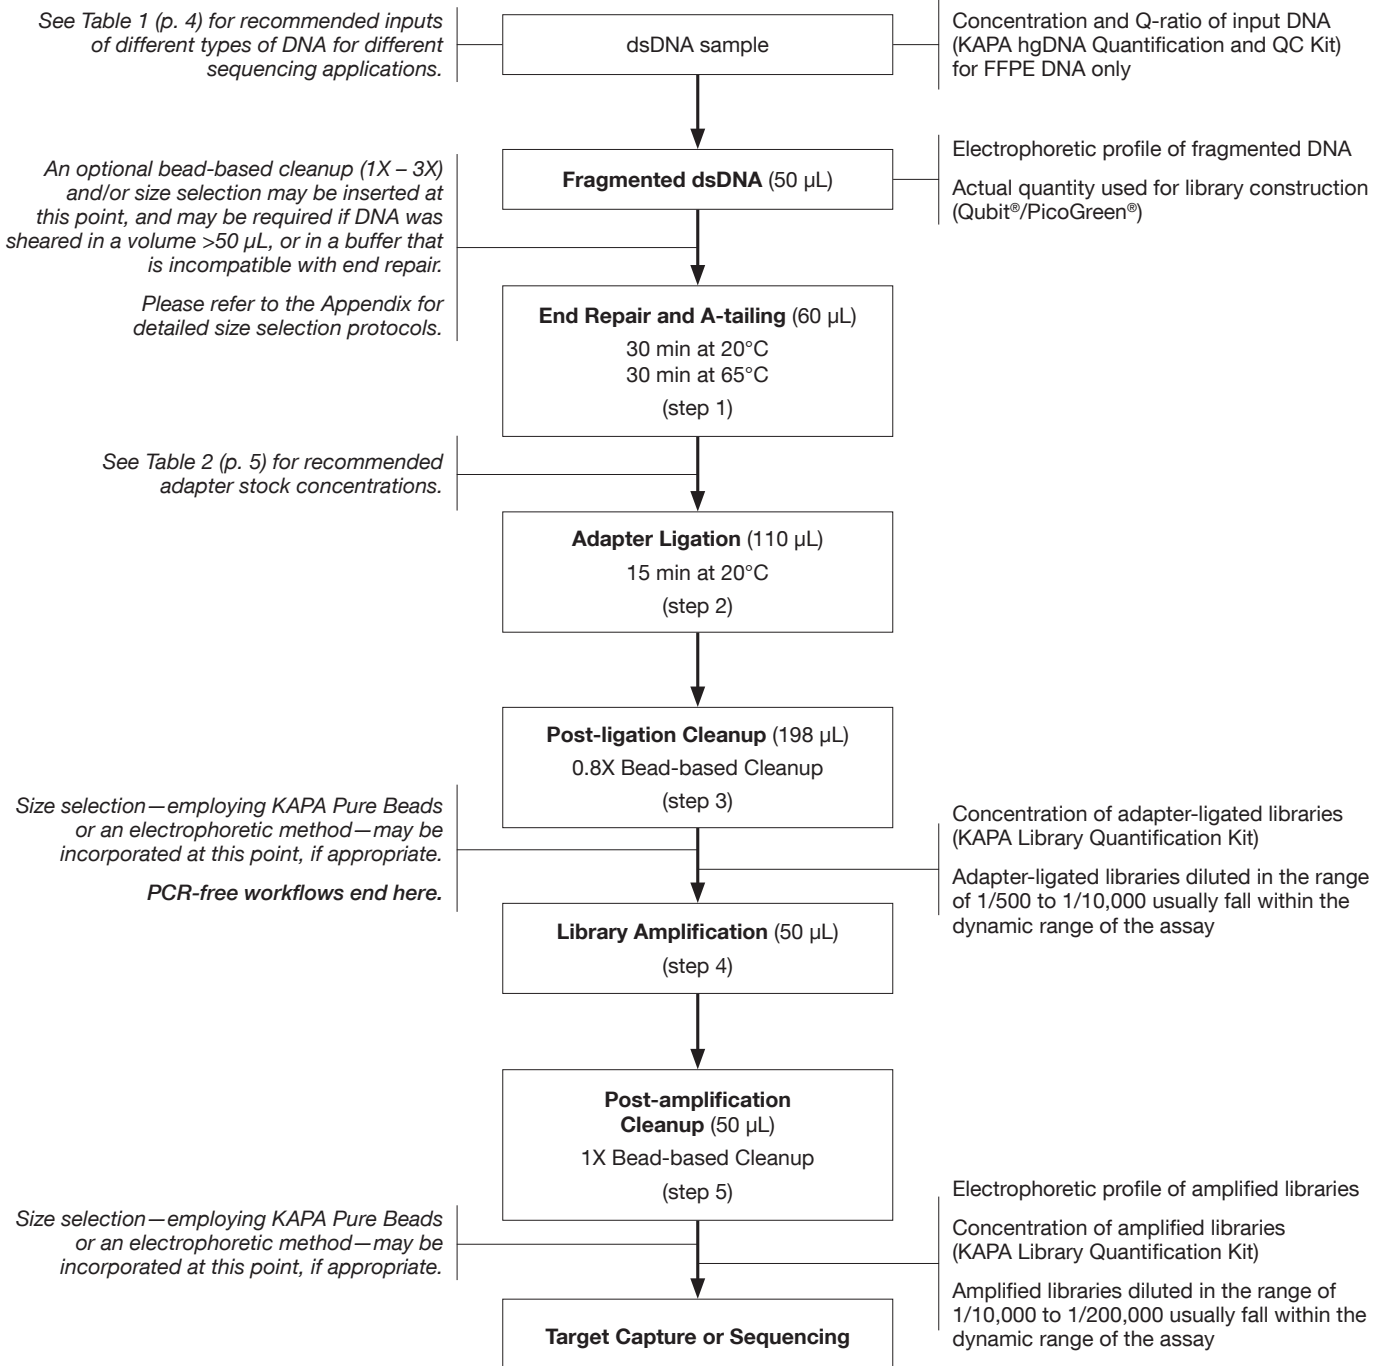 See Table 1 (p. 4) for recommended inputs
of different types of DNA for different
sequencing applications.
dsDNA sample
Concentration and Q-ratio of input DNA
(KAPA hgDNA Quantification and QC Kit)
for FFPE DNA only
An optional bead-based cleanup (1X – 3X)
and/or size selection may be inserted at
this point, and may be required if DNA was
sheared in a volume >50 µL, or in a buffer that
is incompatible with end repair.
Please refer to the Appendix for
detailed size selection protocols.
Fragmented dsDNA (50 µL)
Electrophoretic profile of fragmented DNA
Actual quantity used for library construction
(Qubit®/PicoGreen®)
End Repair and A-tailing (60 µL)
30 min at 20°C
30 min at 65°C
(step 1)
See Table 2 (p. 5) for recommended
adapter stock concentrations.
Adapter Ligation (110 µL)
15 min at 20°C
(step 2)
Post-ligation Cleanup (198 µL)
0.8X Bead-based Cleanup
(step 3)
Size selection—employing KAPA Pure Beads
or an electrophoretic method—may be
incorporated at this point, if appropriate.
PCR-free workflows end here.
Concentration of adapter-ligated libraries
(KAPA Library Quantification Kit)
Adapter-ligated libraries diluted in the range
of 1/500 to 1/10,000 usually fall within the
dynamic range of the assay
Library Amplification (50 µL)
(step 4)
Post-amplification
Cleanup (50 µL)
1X Bead-based Cleanup
(step 5)
Size selection—employing KAPA Pure Beads
or an electrophoretic method—may be
incorporated at this point, if appropriate.
Electrophoretic profile of amplified libraries
Concentration of amplified libraries
(KAPA Library Quantification Kit)
Amplified libraries diluted in the range of
1/10,000 to 1/200,000 usually fall within the
dynamic range of the assay
Target Capture or Sequencing